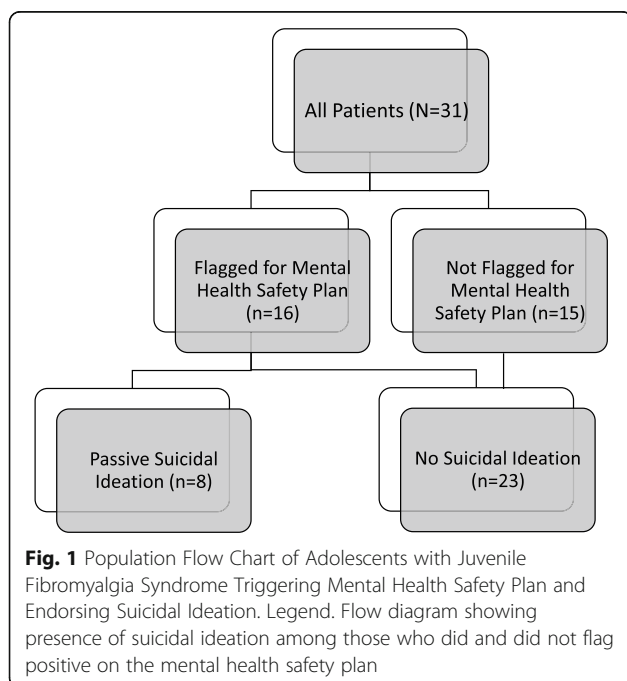 All Patients (N=31)
Flagged for Mental
Health Safety Plan
(n=16)
Not Flagged for
Mental Health
Safety Plan (n=15)
Passive Suicidal
Ideation (n=8)
No Suicidal Ideation
(n=23)
Fig. 1 Population Flow Chart of Adolescents with Juvenile
Fibromyalgia Syndrome Triggering Mental Health Safety Plan and
Endorsing Suicidal Ideation. Legend. Flow diagram showing
presence of suicidal ideation among those who did and did not flag
positive on the mental health safety plan